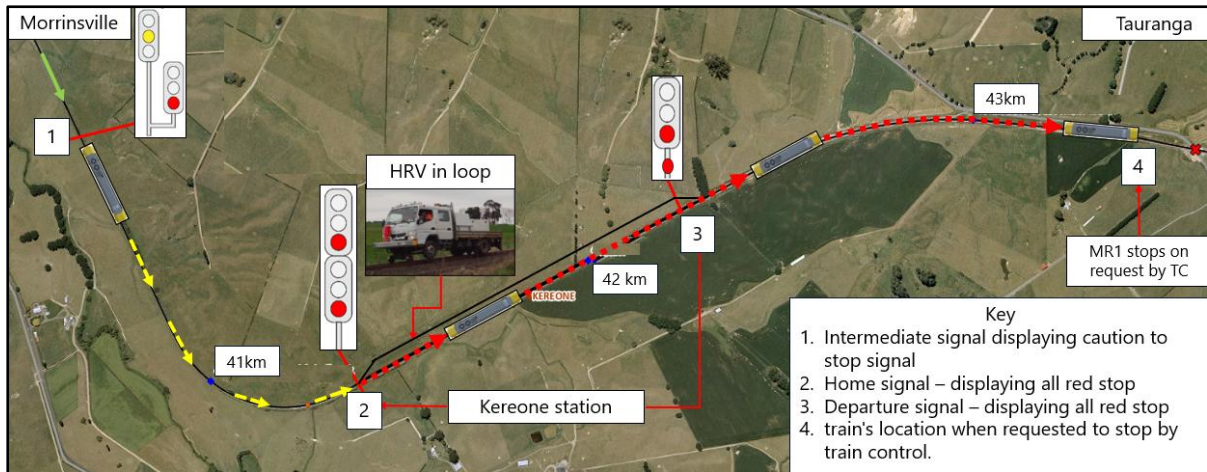 Morrinsville
Tauranga
1
HRV in loop
43km
4
3
42 km
KEREONE
MR1 stops on
request by TC
41km
2
Kereone station
Key
1. Intermediate signal displaying caution to
stop signal
2. Home signal – displaying all red stop
3. Departure signal – displaying all red stop
4. train's location when requested to stop by
train control.